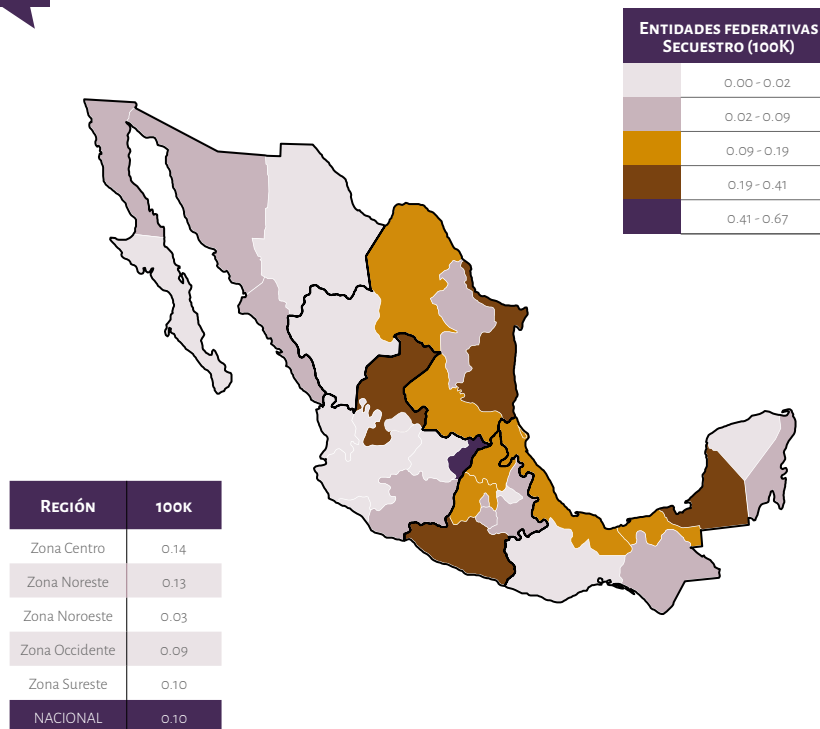 Entidades federativas
Secuestro (100K)
0.00 - 0.02
0.02 - 0.09
0.09 - 0.19
0.19 - 0.41
0.41 - 0.67
Región 100K
Zona Centro 0.14
Zona Noreste 0.13
Zona Noroeste 0.03
Zona Occidente 0.09
Zona Sureste 0.10
NACIONAL 0.10